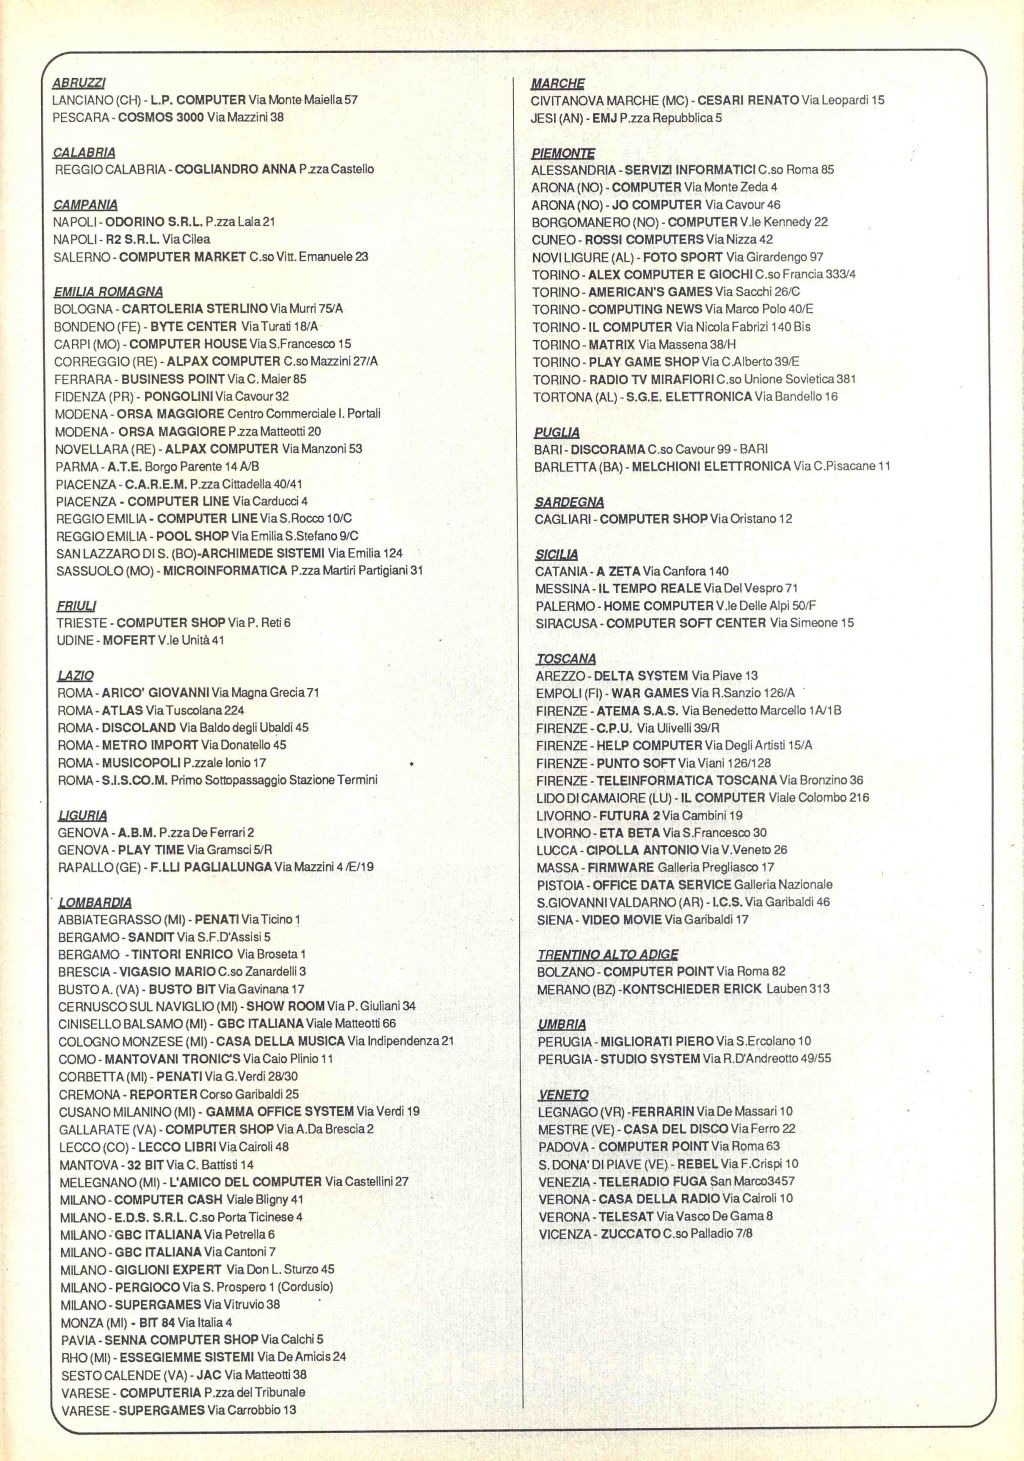 ABRUZZI
LANCIANO (CH) - L.P. COMPUTER Via Monte Maiella 57
PESCARA - COSMOS 3000 Via Mazzini 38
CALABRIA
REGGIO CALABRIA - COGLIANDRO ANNA P.zza Castello
CAMPANIA
NAPOLI - ODORINO S.R.L. P.zza Lala 21
NAPOLI - R2 S.R.L. Via Cilea
SALERNO - COMPUTER MARKET C.so Vitt. Emanuele 23
EMILIA ROMAGNA
BOLOGNA - CARTOLERIA STERLINO Via Murri 75/A
BONDENO (FE) - BYTE CENTER Via Turati 18/A
CARPI (MO) - COMPUTER HOUSE Via S.Francesco 15
CORREGGIO (RE) - ALPAX COMPUTER C.so Mazzini 27/A
FERRARA - BUSINESS POINT Via C. Maier 85
FIDENZA (PR) - PONGOLINI Via Cavour 32
MODENA - ORSA MAGGIORE Centro Commerciale I. Portali
MODENA - ORSA MAGGIORE P.zza Matteotti 20
NOVELLARA (RE) - ALPAX COMPUTER Via Manzoni 53
PARMA - A.T.E. Borgo Parente 14 A/B
PIACENZA - C.A.R.E.M. P.zza Cittadella 40/41
PIACENZA - COMPUTER LINE Via Carducci 4
REGGIO EMILIA - COMPUTER LINE Via S.Rocco 10/C
REGGIO EMILIA - POOL SHOP Via Emilia S.Stefano 9/C
SAN LAZZARO DI S. (BO)-ARCHIMEDE SISTEMI Via Emilia 124
SASSUOLO (MO) - MICROINFORMATICA P.zza Martiri Partigiani 31
FRIULI
TRIESTE - COMPUTER SHOP Via P. Reti 6
UDINE - MOFERT V.le Unità 41
LAZIO
ROMA - ARICO' GIOVANNI Via Magna Grecia 71
ROMA - ATLAS Via Tuscolana 224
ROMA - DISCOLAND Via Baldo degli Ubaldi 45
ROMA - METRO IMPORT Via Donatello 45
ROMA - MUSICOPOLI P.zzale Ionio 17
ROMA - S.I.S.CO.M. Primo Sottopassaggio Stazione Termini
LIGURIA
GENOVA - A.B.M. P.zza De Ferrari 2
GENOVA - PLAY TIME Via Gramsci 5/R
RAPALLO (GE) - F.LLI PAGLIALUNGA Via Mazzini 4 /E/19
LOMBARDIA
ABBIATEGRASSO (MI) - PENATI Via Ticino 1
BERGAMO - SANDIT Via S.F.D'Assisi 5
BERGAMO - TINTORI ENRICO Via Broseta 1
BRESCIA - VIGASIO MARIO C.so Zanardelli 3
BUSTO A. (VA) - BUSTO BIT Via Gavinana 17
CERNUSCO SUL NAVIGLIO (MI) - SHOW ROOM Via P. Giuliani 34
CINISELLO BALSAMO (MI) - GBC ITALIANA Viale Matteotti 66
COLOGNO MONZESE (MI) - CASA DELLA MUSICA Via Indipendenza 21
COMO - MANTOVANI TRONIC'S Via Caio Plinio 11
CORBETTA (MI) - PENATI Via G.Verdi 28/30
CREMONA - REPORTER Corso Garibaldi 25
CUSANO MILANINO (MI) - GAMMA OFFICE SYSTEM Via Verdi 19
GALLARATE (VA) - COMPUTER SHOP Via A.Da Brescia 2
LECCO (CO) - LECCO LIBRI Via Cairoli 48
MANTOVA - 32 BIT Via C. Battisti 14
MELEGNANO (MI) - L'AMICO DEL COMPUTER Via Castellini 27
MILANO - COMPUTER CASH Viale Bligny 41
MILANO - E.D.S. S.R.L. C.so Porta Ticinese 4
MILANO - GBC ITALIANA Via Petrella 6
MILANO - GBC ITALIANA Via Cantoni 7
MILANO - GIGLIONI EXPERT Via Don L. Sturzo 45
MILANO - PERGIOCO Via S. Prospero 1 (Cordusio)
MILANO - SUPERGAMES Via Vitruvio 38
MONZA (MI) - BIT 84 Via Italia 4
PAVIA - SENNA COMPUTER SHOP Via Calchi 5
RHO (MI) - ESSEGIEMME SISTEMI Via De Amicis 24
SESTO CALENDE (VA) - JAC Via Matteotti 38
VARESE - COMPUTERIA P.zza del Tribunale
VARESE - SUPERGAMES Via Carrobbio 13
MARCHE
CIVITANOVA MARCHE (MC) - CESARI RENATO Via Leopardi 15
JESI (AN) - EMJ P.zza Repubblica 5
PIEMONTE
ALESSANDRIA - SERVIZI INFORMATICI C.so Roma 85
ARONA (NO) - COMPUTER Via Monte Zeda 4
ARONA (NO) - JO COMPUTER Via Cavour 46
BORGOMANERO (NO) - COMPUTER V.le Kennedy 22
CUNEO - ROSSI COMPUTERS Via Nizza 42
NOVI LIGURE (AL) - FOTO SPORT Via Girardengo 97
TORINO - ALEX COMPUTER E GIOCHI C.so Francia 333/4
TORINO - AMERICAN'S GAMES Via Sacchi 26/C
TORINO - COMPUTING NEWS Via Marco Polo 40/E
TORINO - IL COMPUTER Via Nicola Fabrizi 140 Bis
TORINO - MATRIX Via Massena 38/H
TORINO - PLAY GAME SHOP Via C.Alberto 39/E
TORINO - RADIO TV MIRAFIORI C.so Unione Sovietica 381
TORTONA (AL) - S.G.E. ELETTRONICA Via Bandello 16
PUGLIA
BARI - DISCORAMA C.so Cavour 99 - BARI
BARLETTA (BA) - MELCHIONI ELETTRONICA Via C.Pisacane 11
SARDEGNA
CAGLIARI - COMPUTER SHOP Via Oristano 12
SICILIA
CATANIA - A ZETA Via Canfora 140
MESSINA - IL TEMPO REALE Via Del Vespro 71
PALERMO - HOME COMPUTER V.le Delle Alpi 50/F
SIRACUSA - COMPUTER SOFT CENTER Via Simeone 15
TOSCANA
AREZZO - DELTA SYSTEM Via Piave 13
EMPOLI (FI) - WAR GAMES Via R.Sanzio 126/A
FIRENZE - ATEMA S.A.S. Via Benedetto Marcello 1A/1B
FIRENZE - C.P.U. Via Ulivelli 39/R
FIRENZE - HELP COMPUTER Via Degli Artisti 15/A
FIRENZE - PUNTO SOFT Via Viani 126/128
FIRENZE - TELEINFORMATICA TOSCANA Via Bronzino 36
LIDO DI CAMAIORE (LU) - IL COMPUTER Viale Colombo 216
LIVORNO - FUTURA 2 Via Cambini 19
LIVORNO - ETA BETA Via S.Francesco 30
LUCCA - CIPOLLA ANTONIO Via V.Veneto 26
MASSA - FIRMWARE Galleria Pregliasco 17
PISTOIA - OFFICE DATA SERVICE Galleria Nazionale
S.GIOVANNI VALDARNO (AR) - I.C.S. Via Garibaldi 46
SIENA - VIDEO MOVIE Via Garibaldi 17
TRENTINO ALTO ADIGE
BOLZANO - COMPUTER POINT Via Roma 82
MERANO (BZ) -KONTSCHIEDER ERICK Lauben 313
UMBRIA
PERUGIA - MIGLIORATI PIERO Via S.Ercolano 10
PERUGIA - STUDIO SYSTEM Via R.D'Andreotto 49/55
VENETO
LEGNAGO (VR) -FERRARIN Via De Massari 10
MESTRE (VE) - CASA DEL DISCO Via Ferro 22
PADOVA - COMPUTER POINT Via Roma 63
S. DONA' DI PIAVE (VE) - REBEL Via F.Crispi 10
VENEZIA - TELERADIO FUGA San Marco3457
VERONA - CASA DELLA RADIO Via Cairoli 10
VERONA - TELESAT Via Vasco De Gama 8
VICENZA - ZUCCATO C.so Palladio 7/8